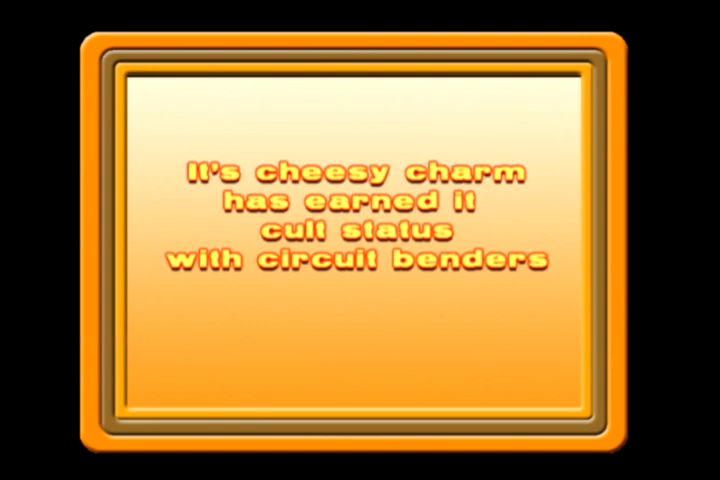 It's cheesy charm
has earned it
cult status
with circuit benders